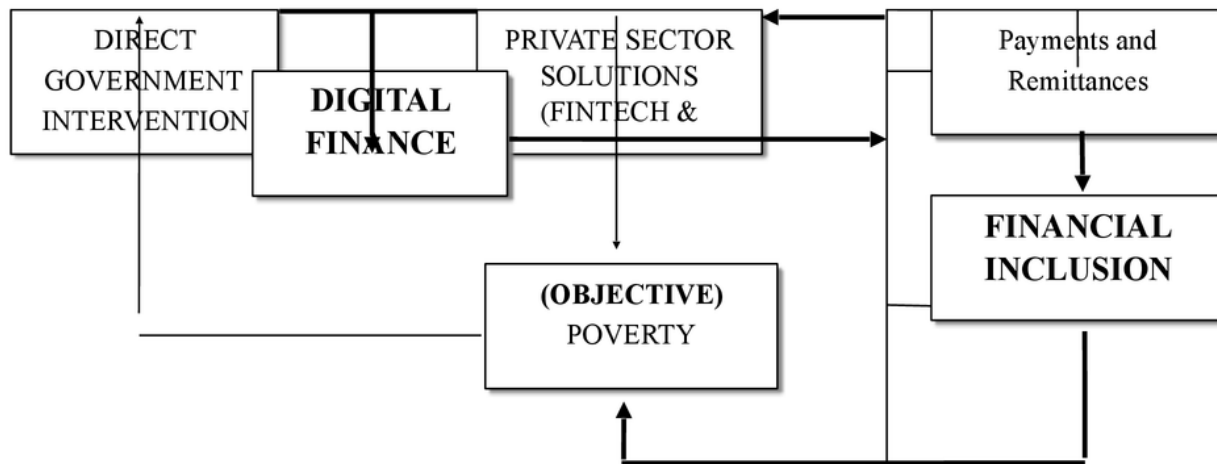 DIRECT
GOVERNMENT
INTERVENTION
DIGITAL
FINANCE
PRIVATE SECTOR
SOLUTIONS
(FINTECH &
Payments and
Remittances
FINANCIAL
INCLUSION
(OBJECTIVE)
POVERTY